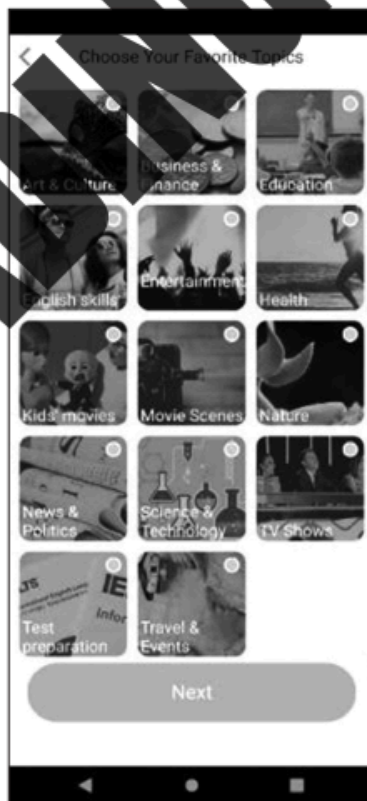 Choose Your Favorite Topics
Art & Culture
Business &
Finance
Education
English skills
Entertainment
Health
Kids' movies
Movie Scenes
Nature
News &
Politics
Science &
Technology
TV Shows
Test
preparation
Travel &
Events
Next